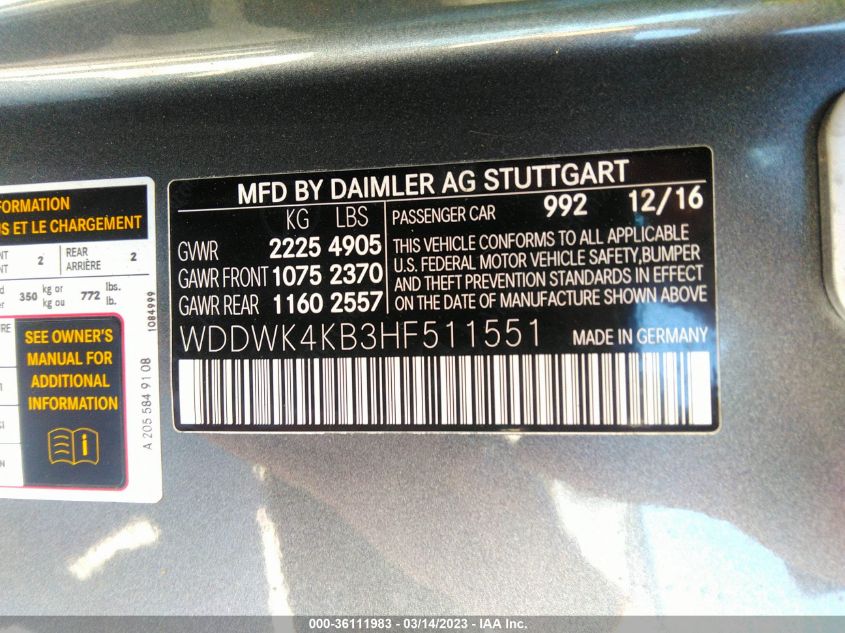 FORMATION
S ET LE CHARGEMENT
NT 2 REAR 2
NT ARRIÈRE
350 kg or 772 lbs.
kg ou lb.
SEE OWNER'S
MANUAL FOR
ADDITIONAL
INFORMATION
1084999
A 205 584 91 08
MFD BY DAIMLER AG STUTTGART
KG LBS
GVWR 2225 4905
GAWR FRONT 1075 2370
GAWR REAR 1160 2557
PASSENGER CAR 992 12/16
THIS VEHICLE CONFORMS TO ALL APPLICABLE
U.S. FEDERAL MOTOR VEHICLE SAFETY,BUMPER
AND THEFT PREVENTION STANDARDS IN EFFECT
ON THE DATE OF MANUFACTURE SHOWN ABOVE
WDDWK4KB3HF511551 MADE IN GERMANY
000-36111983 - 03/14/2023 - IAA Inc.